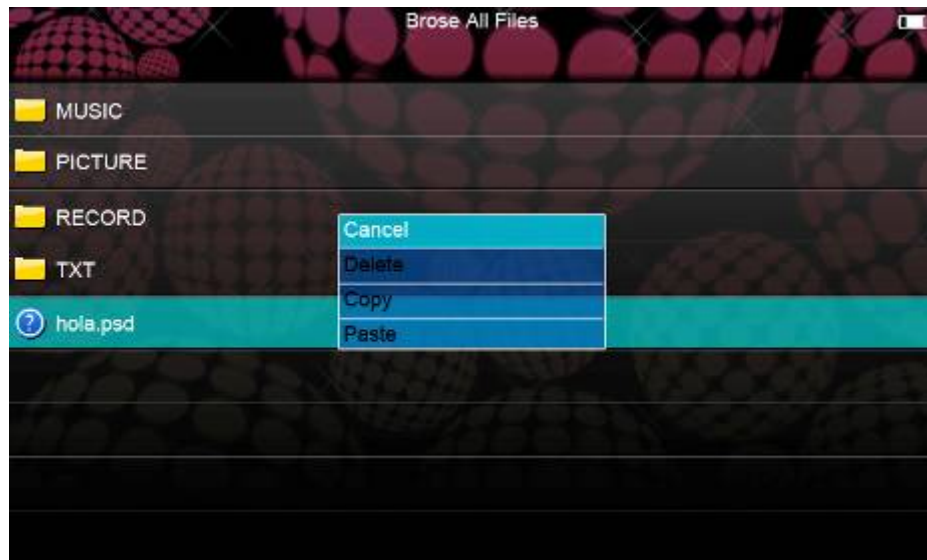 Brose All Files
MUSIC
PICTURE
RECORD
TXT
hola.psd
Cancel
Delete
Copy
Paste